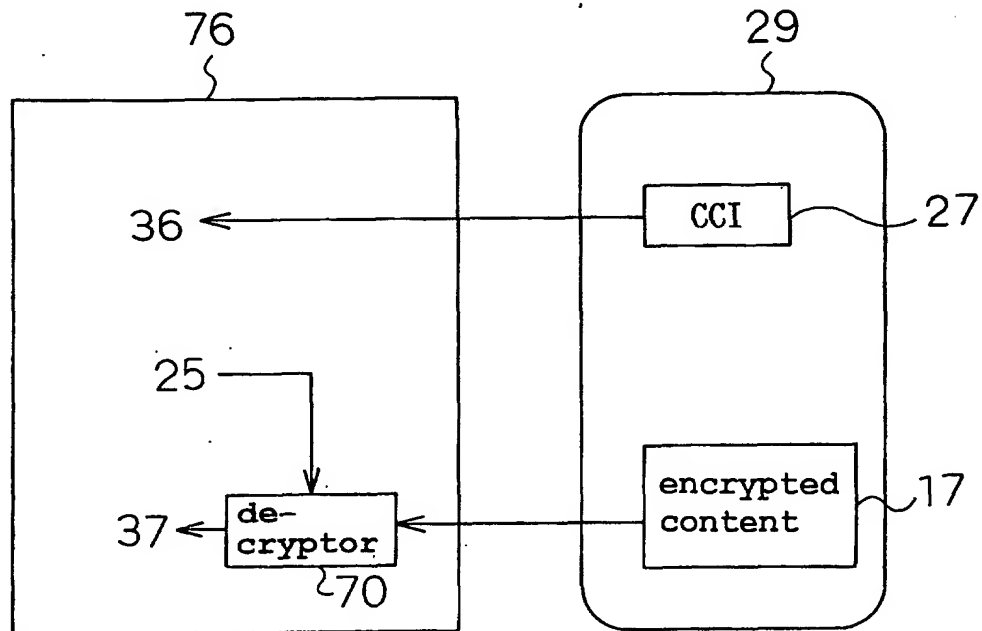 76
29
36
CCI
27
25
encrypted
content
17
37
de-
cryptor
70